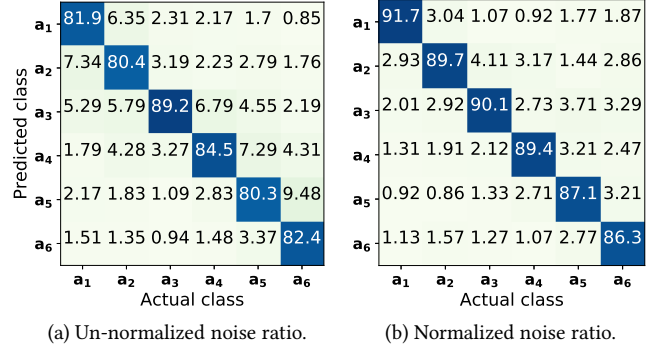 a1 81.9 6.35 2.31 2.17 1.7 0.85
a2 7.34 80.4 3.19 2.23 2.79 1.76
a3 5.29 5.79 89.2 6.79 4.55 2.19
a4 1.79 4.28 3.27 84.5 7.29 4.31
a5 2.17 1.83 1.09 2.83 80.3 9.48
a6 1.51 1.35 0.94 1.48 3.37 82.4
a1 a2 a3 a4 a5 a6
Predicted class
Actual class
(a) Un-normalized noise ratio.
a1 91.7 3.04 1.07 0.92 1.77 1.87
a2 2.93 89.7 4.11 3.17 1.44 2.86
a3 2.01 2.92 90.1 2.73 3.71 3.29
a4 1.31 1.91 2.12 89.4 3.21 2.47
a5 0.92 0.86 1.33 2.71 87.1 3.21
a6 1.13 1.57 1.27 1.07 2.77 86.3
a1 a2 a3 a4 a5 a6
Actual class
(b) Normalized noise ratio.